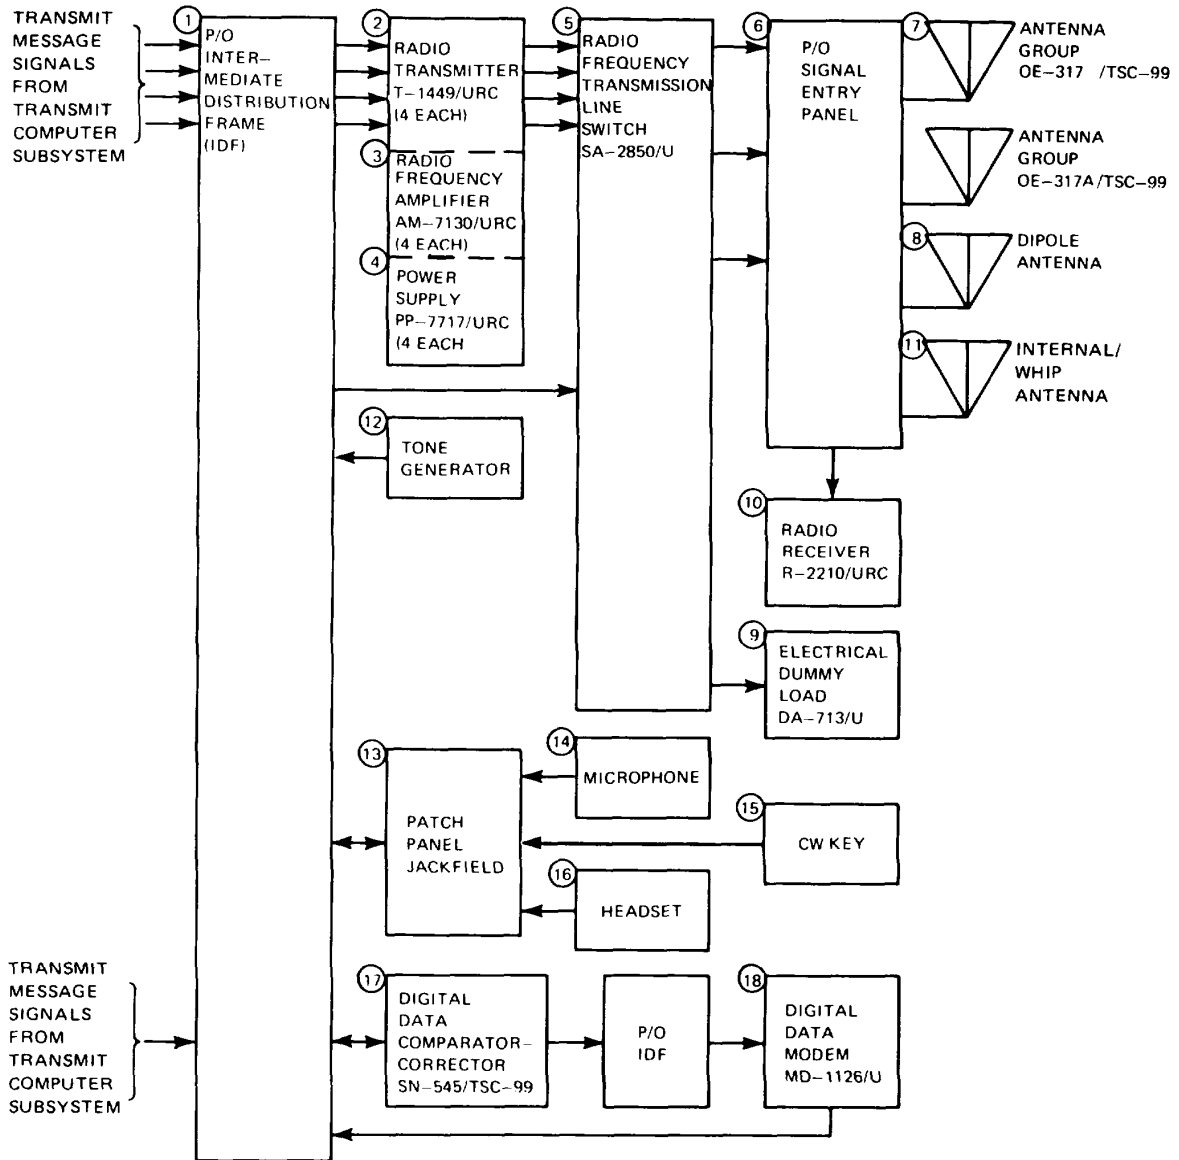 TRANSMIT
MESSAGE
SIGNALS
FROM
TRANSMIT
COMPUTER
SUBSYSTEM
1
P/O
INTER-
MEDIATE
DISTRIBUTION
FRAME
(IDF)
2
RADIO
TRANSMITTER
T-1449/URC
(4 EACH)
3
RADIO
FREQUENCY
AMPLIFIER
AM-7130/URC
(4 EACH)
4
POWER
SUPPLY
PP-7717/URC
(4 EACH
5
RADIO
FREQUENCY
TRANSMISSION
LINE
SWITCH
SA-2850/U
6
P/O
SIGNAL
ENTRY
PANEL
7
ANTENNA
GROUP
OE-317 /TSC-99
ANTENNA
GROUP
OE-317A/TSC-99
8
DIPOLE
ANTENNA
11
INTERNAL/
WHIP
ANTENNA
12
TONE
GENERATOR
10
RADIO
RECEIVER
R-2210/URC
9
ELECTRICAL
DUMMY
LOAD
DA-713/U
13
PATCH
PANEL
JACKFIELD
14
MICROPHONE
15
CW KEY
16
HEADSET
TRANSMIT
MESSAGE
SIGNALS
FROM
TRANSMIT
COMPUTER
SUBSYSTEM
17
DIGITAL
DATA
COMPARATOR-
CORRECTOR
SN-545/TSC-99
P/O
IDF
18
DIGITAL
DATA
MODEM
MD-1126/U